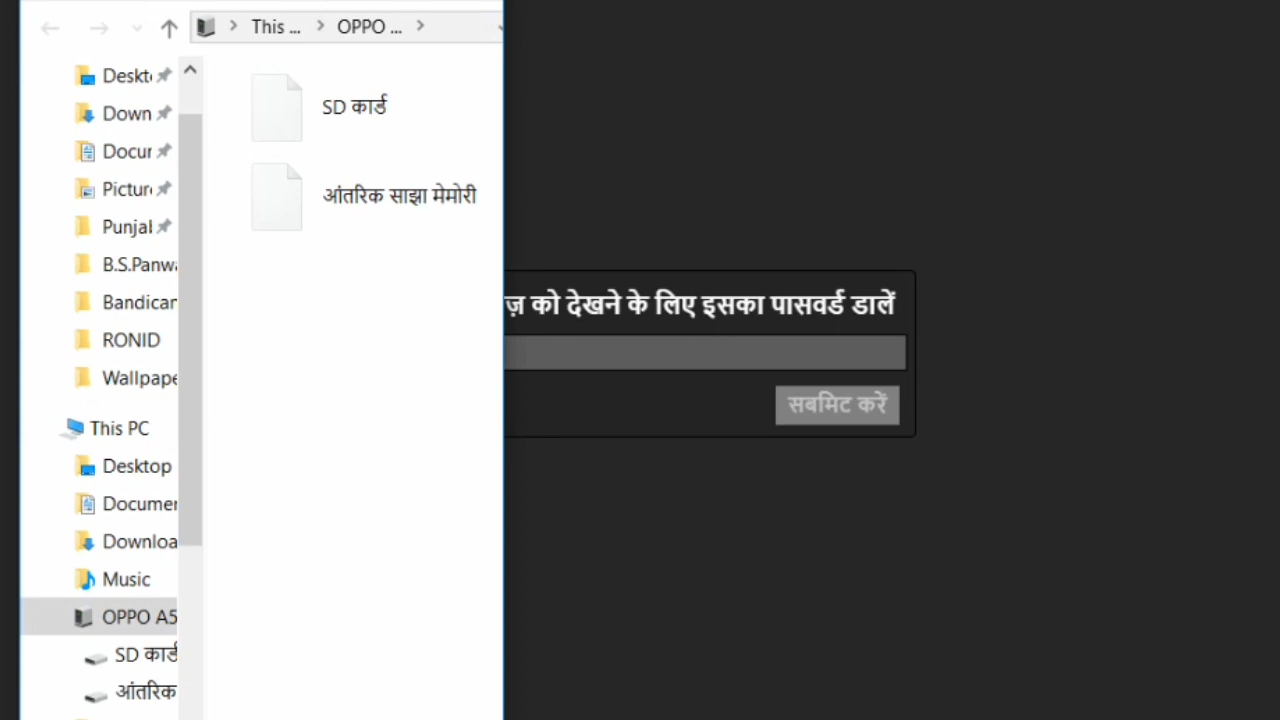 This ... OPPO ...
Deskt
Down
Docur
Pictur
Punjal
B.S.Panwa
Bandicar
RONID
Wallpape
This PC
Desktop
Documer
Downloa
Music
OPPO A5
SD कार्ड
आंतरिक
SD कार्ड
आंतरिक साझा मेमोरी
ज़ को देखने के लिए इसका पासवर्ड डालें
सबमिट करें